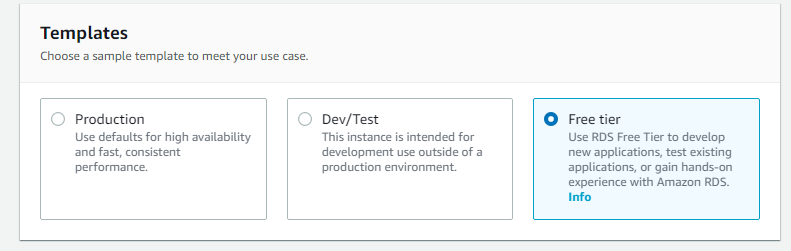 Templates
Choose a sample template to meet your use case.
Production
Use defaults for high availability
and fast, consistent
performance.
Dev/Test
This instance is intended for
development use outside of a
production environment.
Free tier
Use RDS Free Tier to develop
new applications, test existing
applications, or gain hands-on
experience with Amazon RDS.
Info